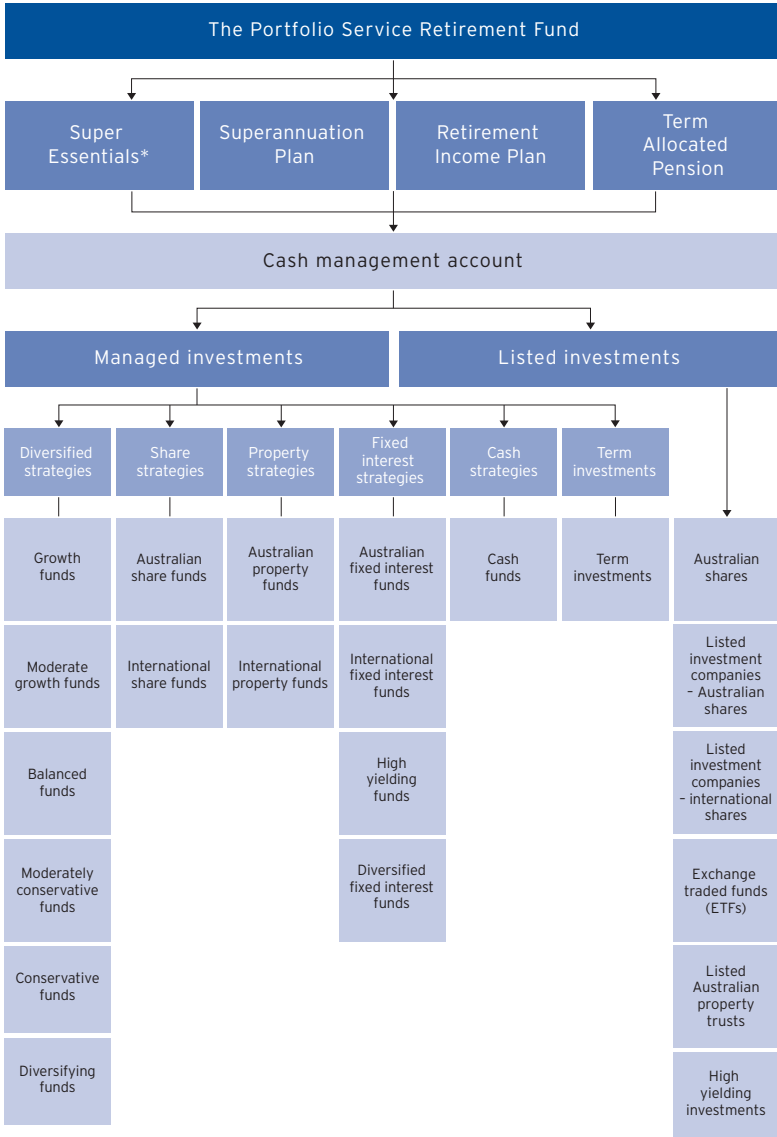 The Portfolio Service Retirement Fund
Super
Essentials*
Superannuation
Plan
Retirement
Income Plan
Term
Allocated
Pension
Cash management account
Managed investments
Listed investments
Diversified
strategies
Share
strategies
Property
strategies
Fixed
interest
strategies
Cash
strategies
Term
investments
Growth
funds
Australian
share funds
Australian
property
funds
Australian
fixed interest
funds
Cash
funds
Term
investments
Australian
shares
Moderate
growth funds
International
share funds
International
property funds
International
fixed interest
funds
Listed
investment
companies
– Australian
shares
Balanced
funds
High
yielding
funds
Listed
investment
companies
– international
shares
Moderately
conservative
funds
Diversified
fixed interest
funds
Exchange
traded funds
(ETFs)
Conservative
funds
Listed
Australian
property
trusts
Diversifying
funds
High
yielding
investments